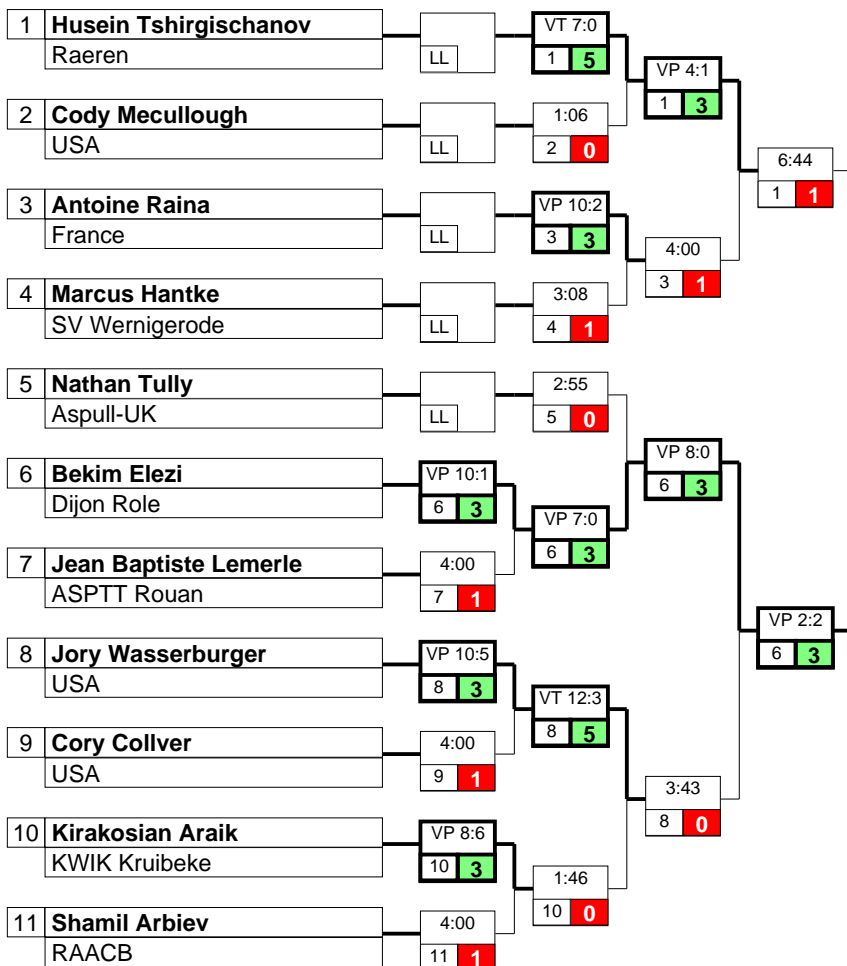 1 Husein Tshirgischanov
Raeren
LL
VT 7:0
1 5
VP 4:1
1 3
2 Cody Mecullough
USA
LL
1:06
2 0
6:44
1 1
3 Antoine Raina
France
LL
VP 10:2
3 3
4:00
3 1
4 Marcus Hantke
SV Wernigerode
LL
3:08
4 1
5 Nathan Tully
Aspull-UK
LL
2:55
5 0
VP 8:0
6 3
6 Bekim Elezi
Dijon Role
VP 10:1
6 3
VP 7:0
6 3
7 Jean Baptiste Lemerle
ASPTT Rouan
4:00
7 1
VP 2:2
6 3
8 Jory Wasserburger
USA
VP 10:5
8 3
VT 12:3
8 5
9 Cory Collver
USA
4:00
9 1
3:43
8 0
10 Kirakosian Araik
KWIK Kruibeke
VP 8:6
10 3
1:46
10 0
11 Shamil Arbiev
RAACB
4:00
11 1